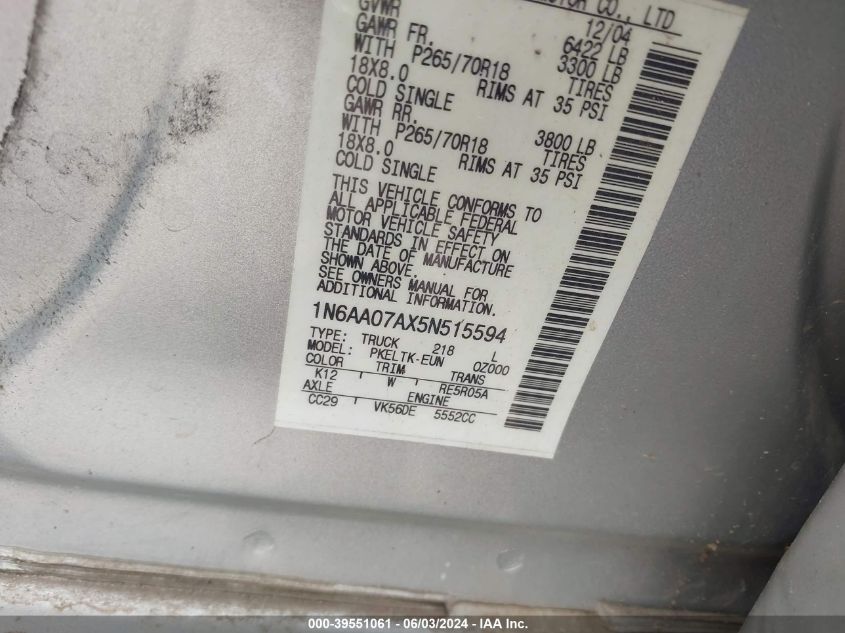 MOTOR CO., LTD
12/04
GVWR 6422 LB
GAWR FR. 3300 LB
WITH P265/70R18 TIRES
18X8.0 RIMS AT 35 PSI
COLD SINGLE
GAWR RR. 3800 LB
WITH P265/70R18 TIRES
18X8.0 RIMS AT 35 PSI
COLD SINGLE
THIS VEHICLE CONFORMS TO
ALL APPLICABLE FEDERAL
MOTOR VEHICLE SAFETY
STANDARDS IN EFFECT ON
THE DATE OF MANUFACTURE
SHOWN ABOVE.
SEE OWNERS MANUAL FOR
ADDITIONAL INFORMATION.
1N6AA07AX5N515594
TYPE: TRUCK 218 L
MODEL: PKELTK-EUN 0Z000
COLOR TRIM TRANS
K12 W RE5R05A
AXLE ENGINE
CC29 VK56DE 5552CC
000-39551061 - 06/03/2024 - IAA Inc.